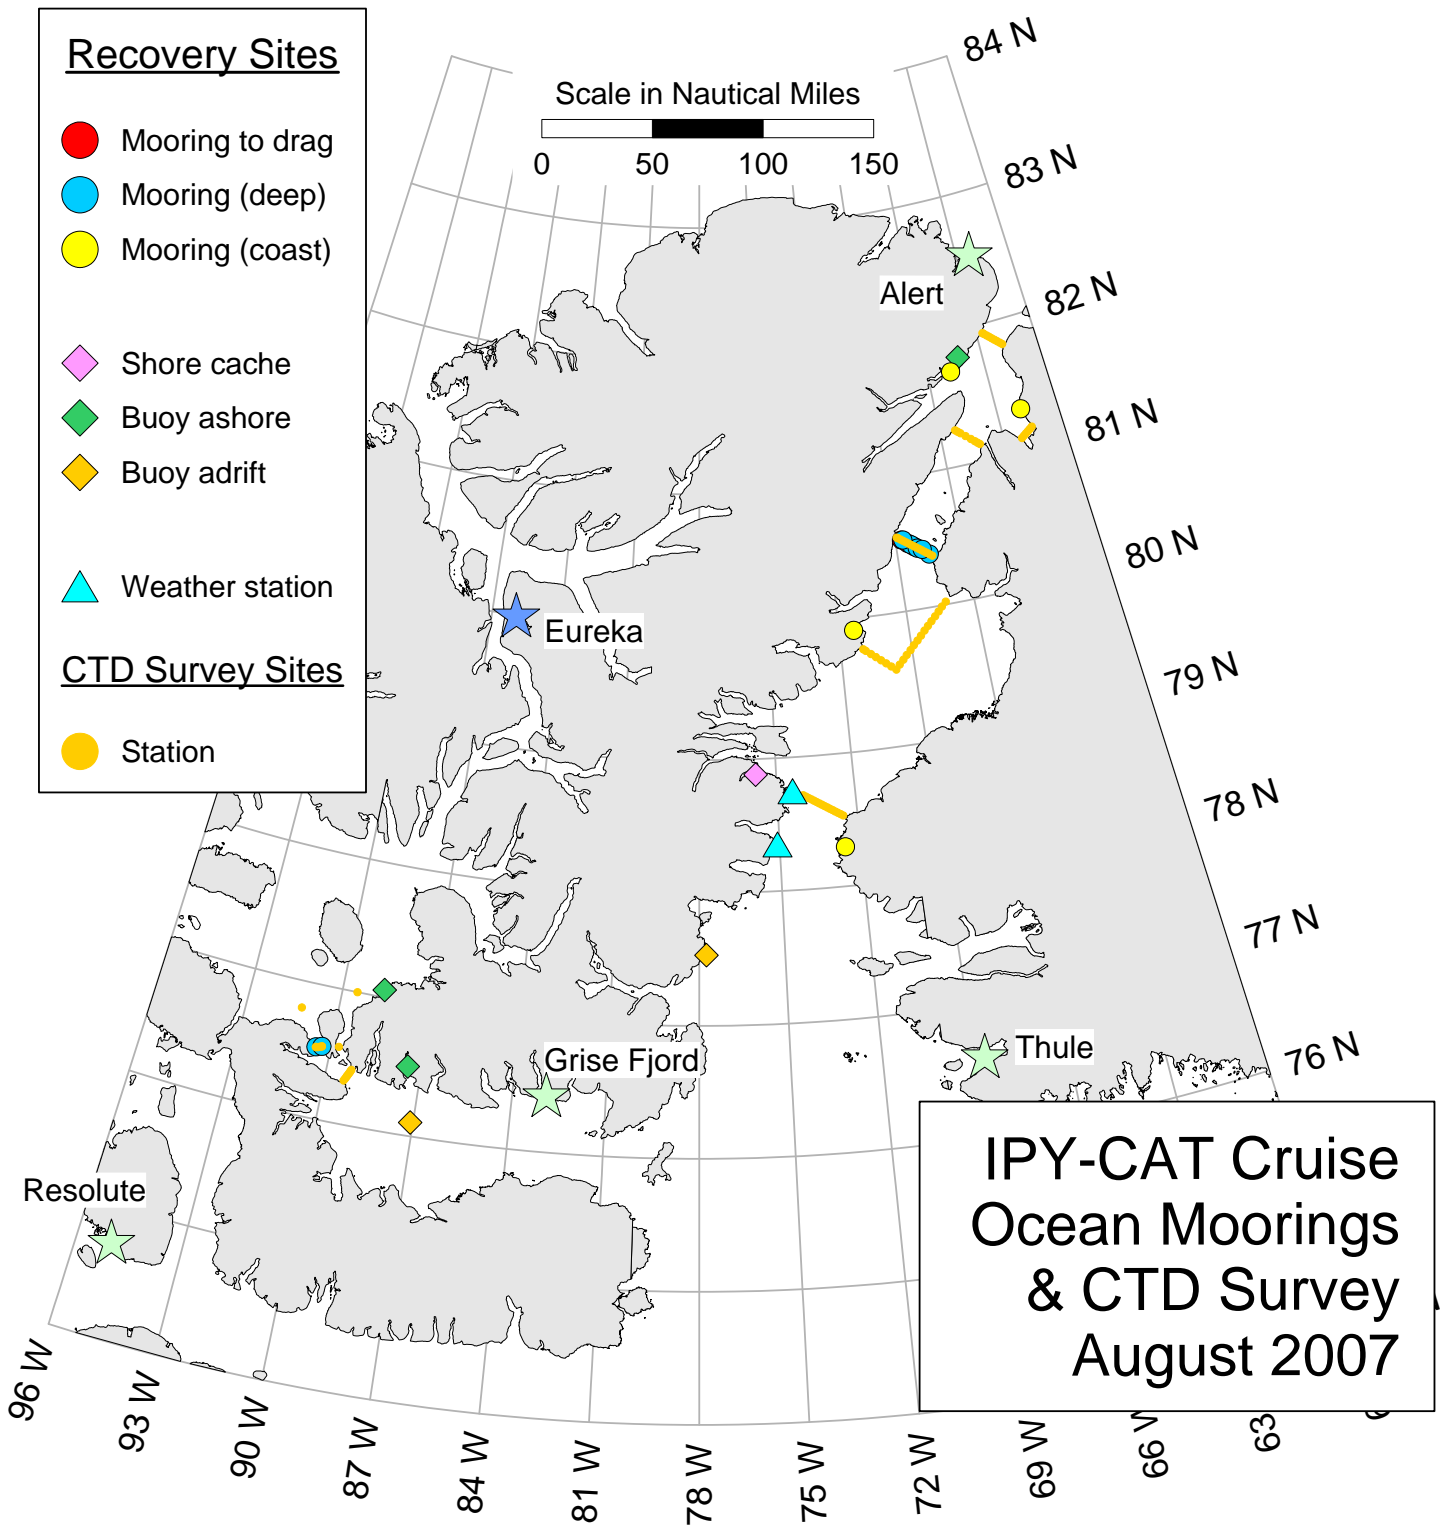 Recovery Sites
Mooring to drag
Mooring (deep)
Mooring (coast)
Shore cache
Buoy ashore
Buoy adrift
Weather station
CTD Survey Sites
Station
Scale in Nautical Miles
0 50 100 150
84 N
83 N
82 N
81 N
80 N
79 N
78 N
77 N
76 N
Alert
Eureka
Grise Fjord
Thule
Resolute
IPY-CAT Cruise
Ocean Moorings
& CTD Survey
August 2007
96 W
93 W
90 W
87 W
84 W
81 W
78 W
75 W
72 W
69 W
66 W
63